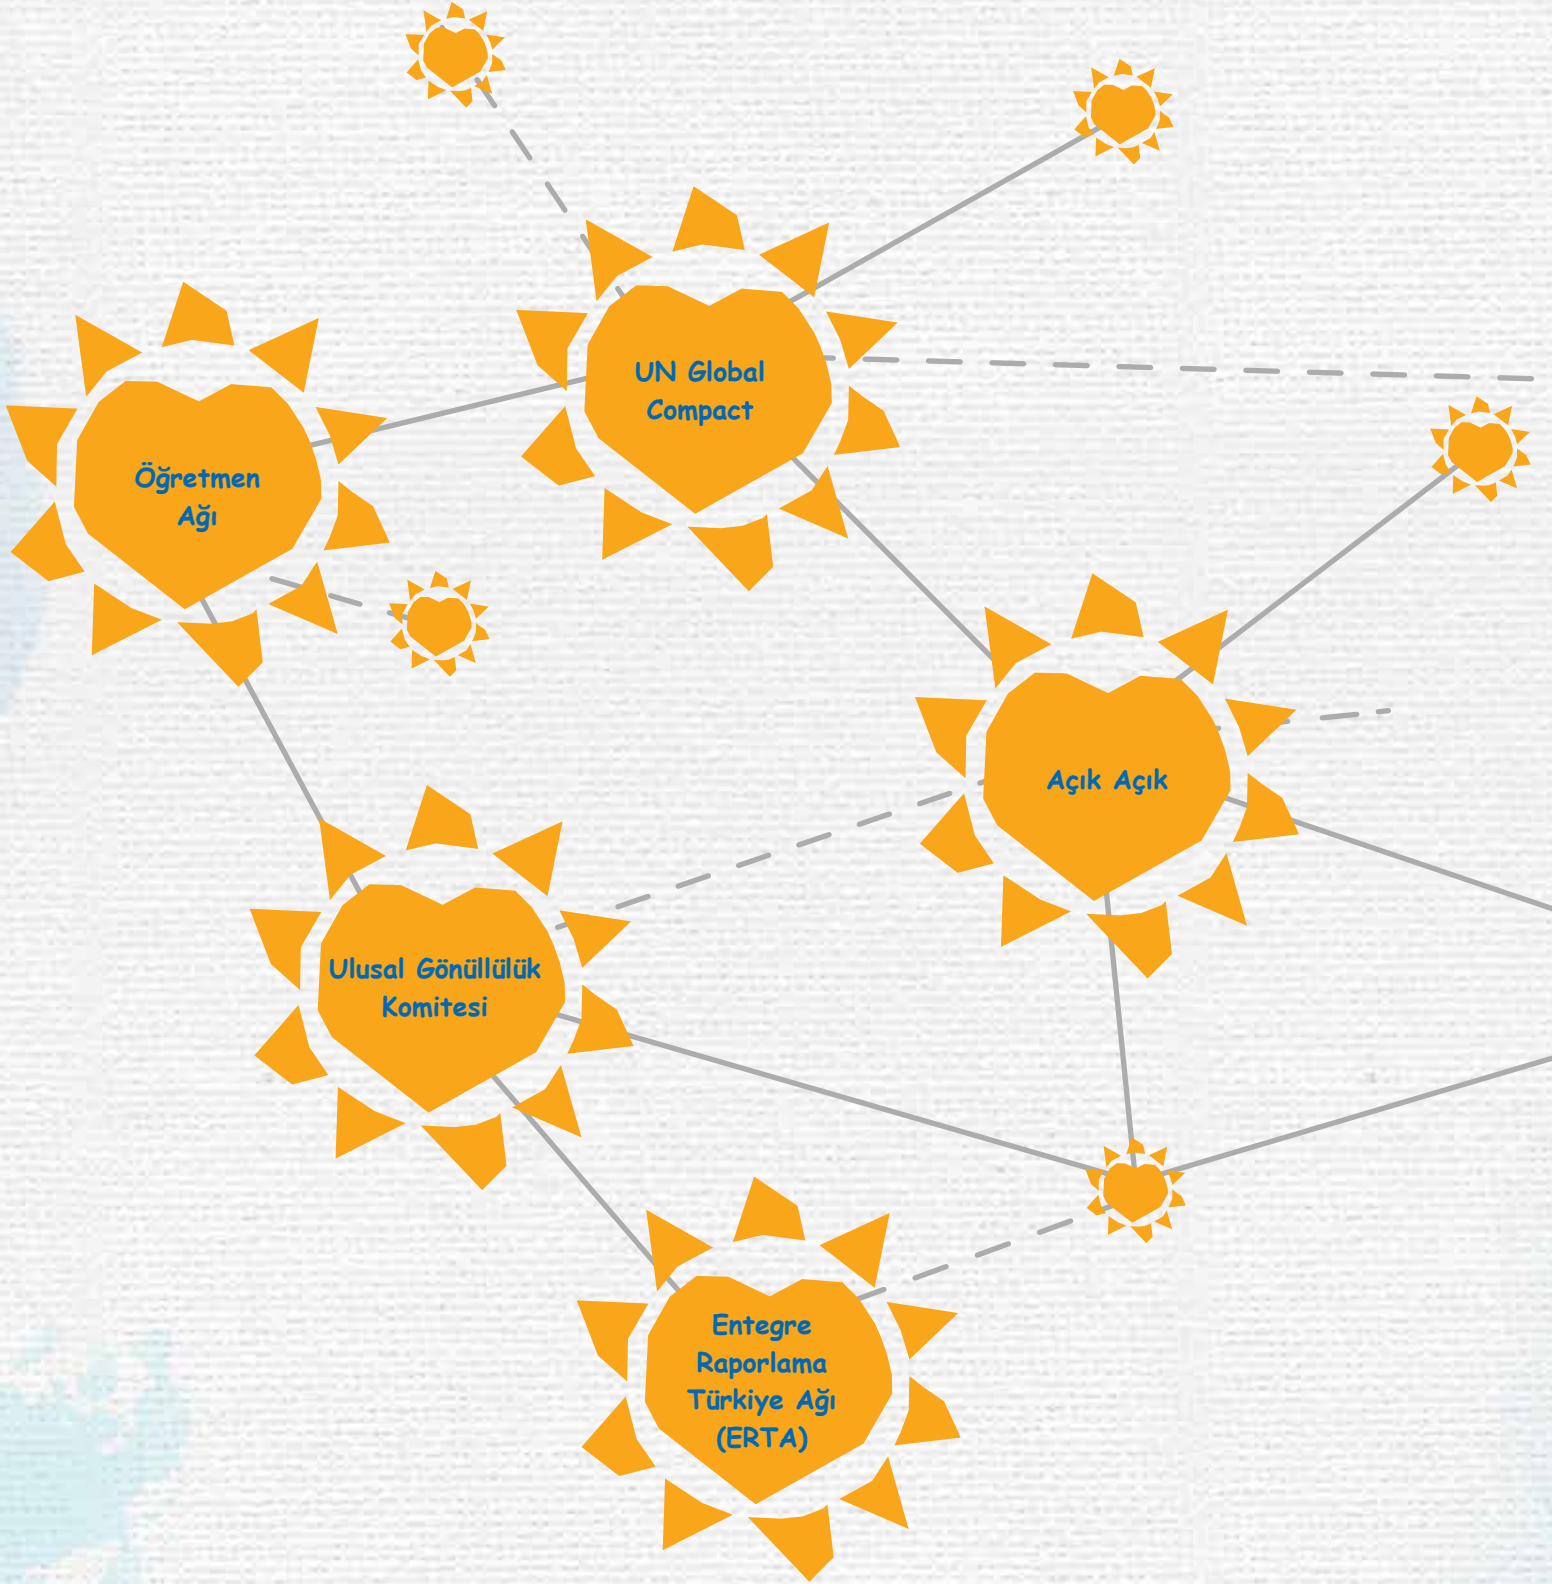 UN Global
Compact
Öğretmen
Ağı
Açık Açık
Ulusal Gönüllülük
Komitesi
Entegre
Raporlama
Türkiye Ağı
(ERTA)